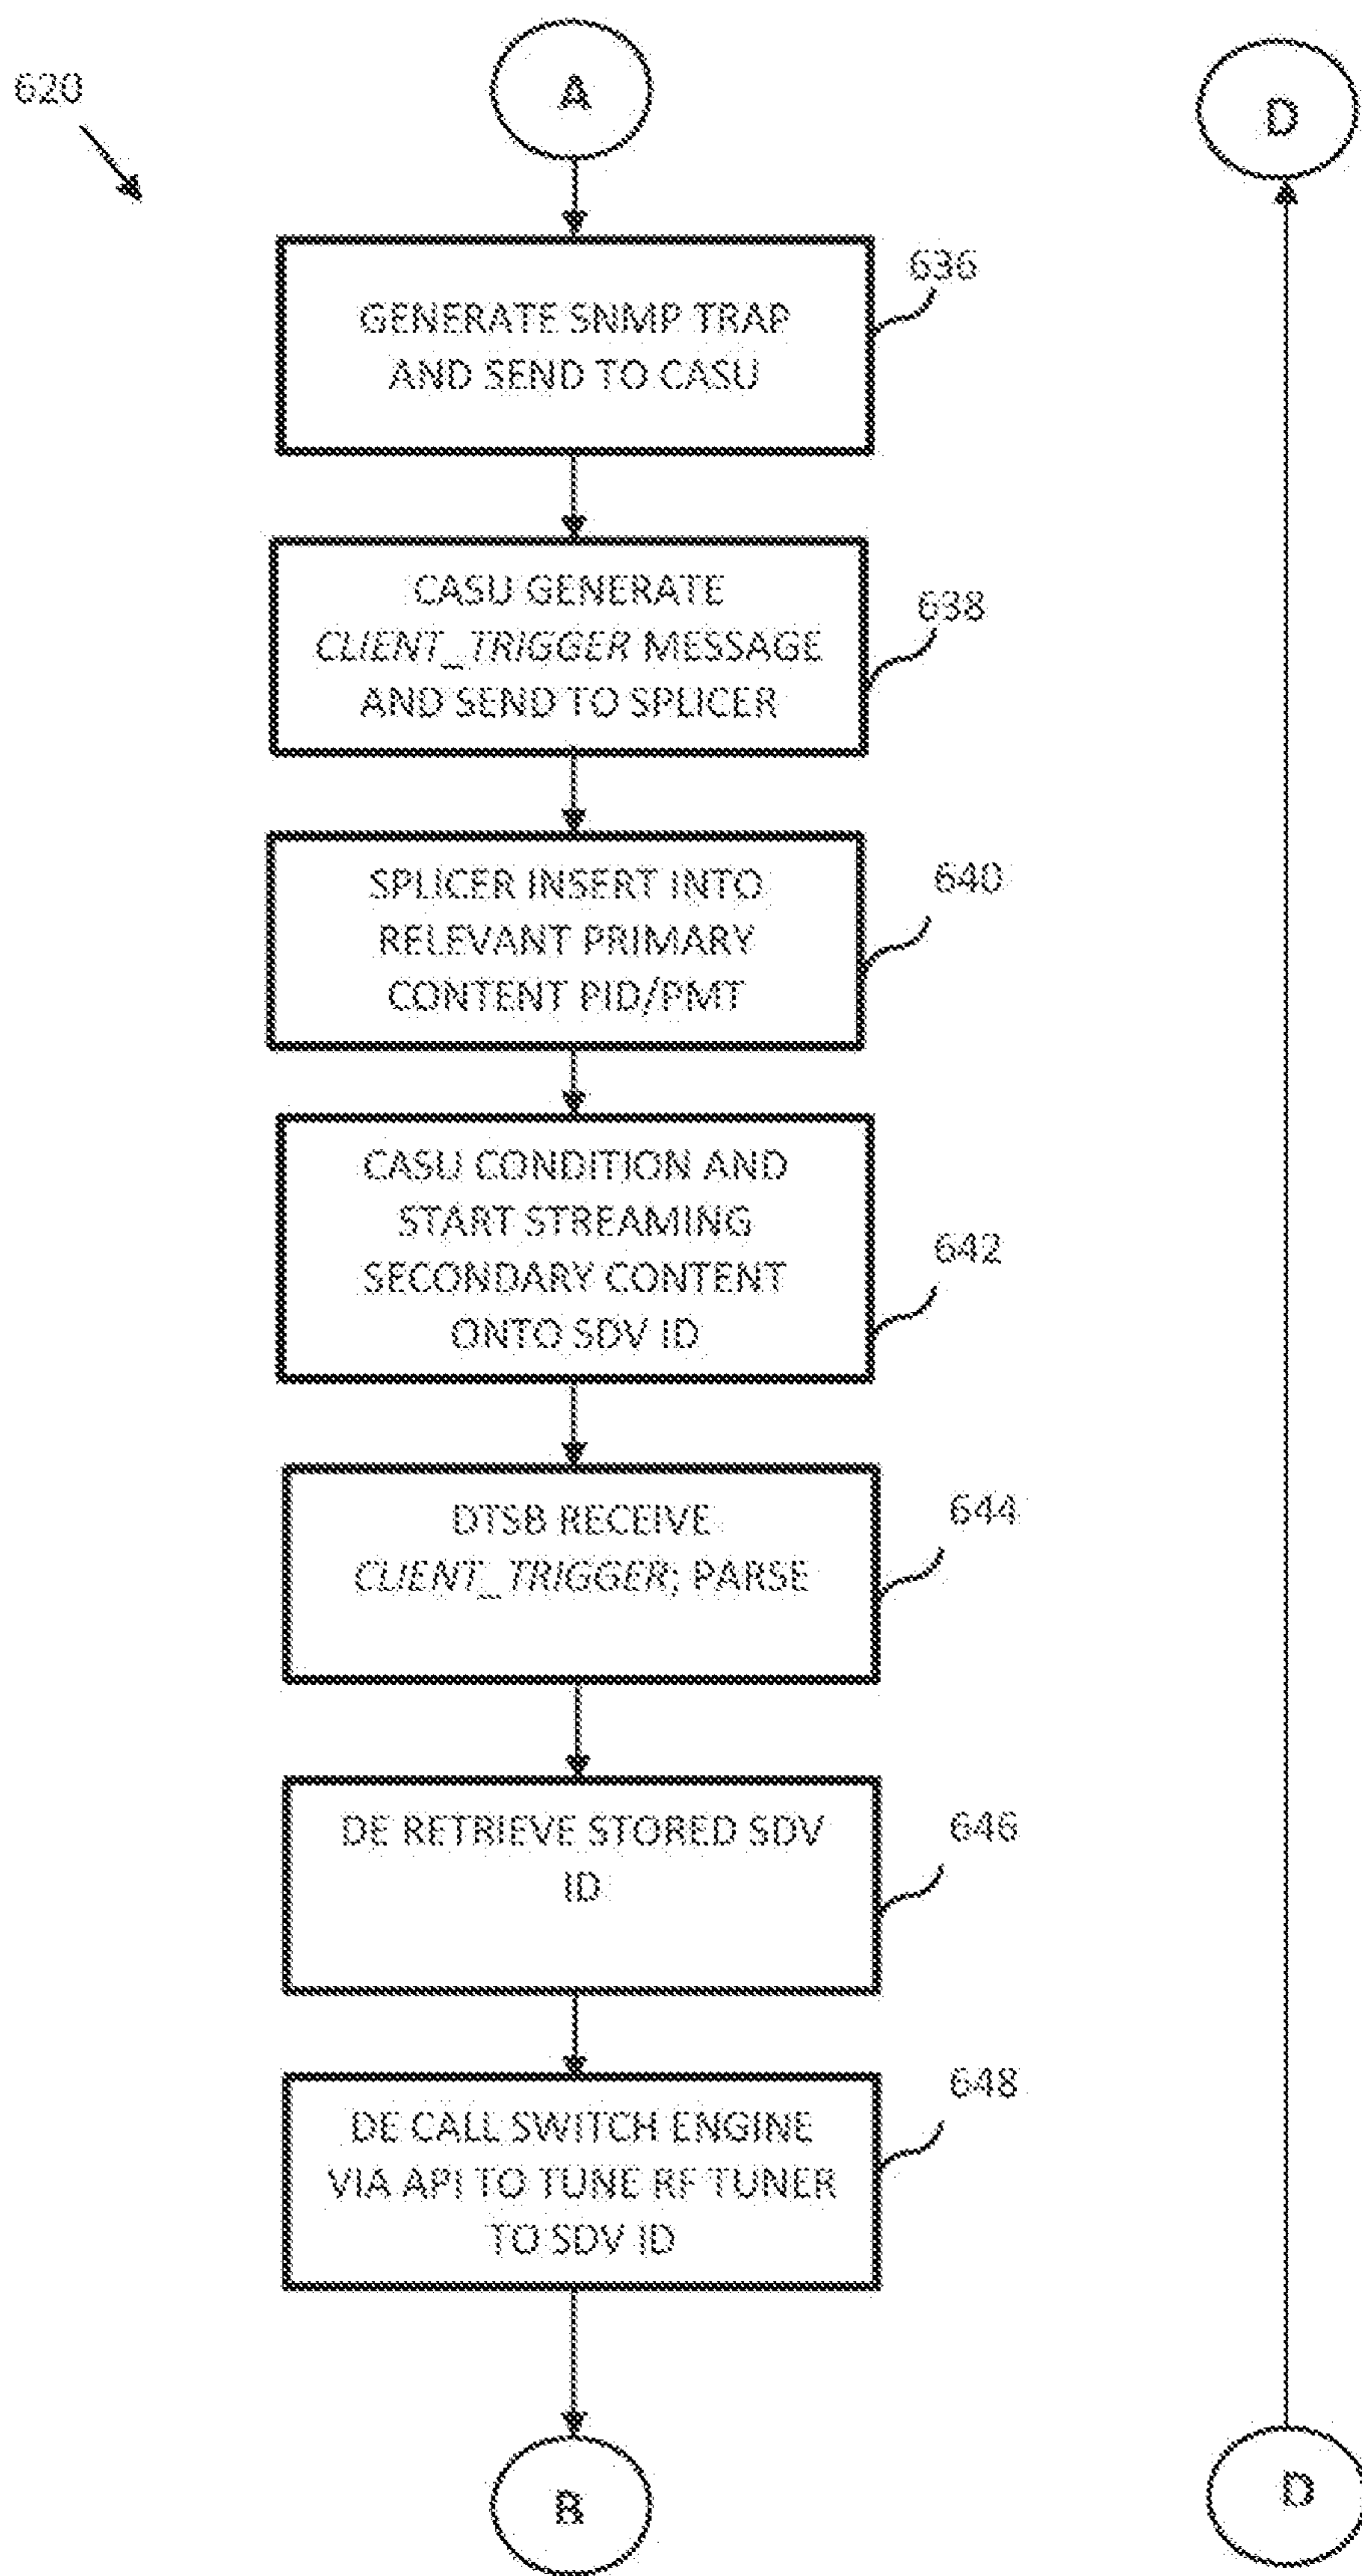 620
A
D
636
GENERATE SNMP TRAP
AND SEND TO CASU
638
CASU GENERATE
CLIENT_TRIGGER MESSAGE
AND SEND TO SPLICER
640
SPLICER INSERT INTO
RELEVANT PRIMARY
CONTENT PID/PMT
642
CASU CONDITION AND
START STREAMING
SECONDARY CONTENT
ONTO SDV ID
644
DTSB RECEIVE
CLIENT_TRIGGER; PARSE
646
DE RETRIEVE STORED SDV
ID
648
DE CALL SWITCH ENGINE
VIA API TO TUNE RF TUNER
TO SDV ID
B
D